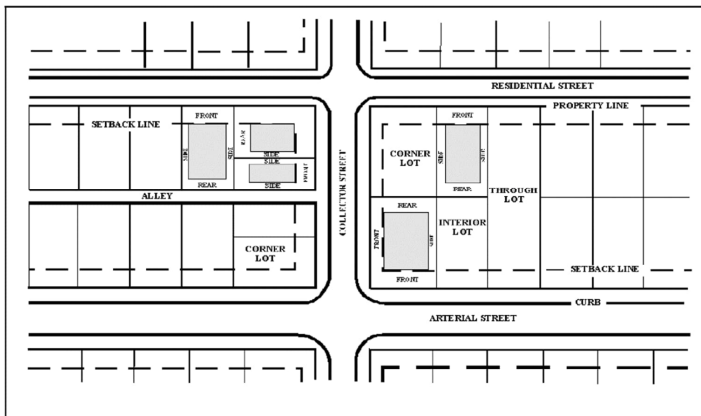 RESIDENTIAL STREET
PROPERTY LINE
FRONT
SETBACK LINE
SIDE
SIDE
REAR
SIDE
SIDE
FRONT
SIDE
REAR
ALLEY
CORNER
LOT
COLLECTOR STREET
FRONT
CORNER
LOT
SIDE
SIDE
REAR
THROUGH
LOT
REAR
INTERIOR
LOT
FRONT
SIDE
FRONT
SETBACK LINE
CURB
ARTERIAL STREET